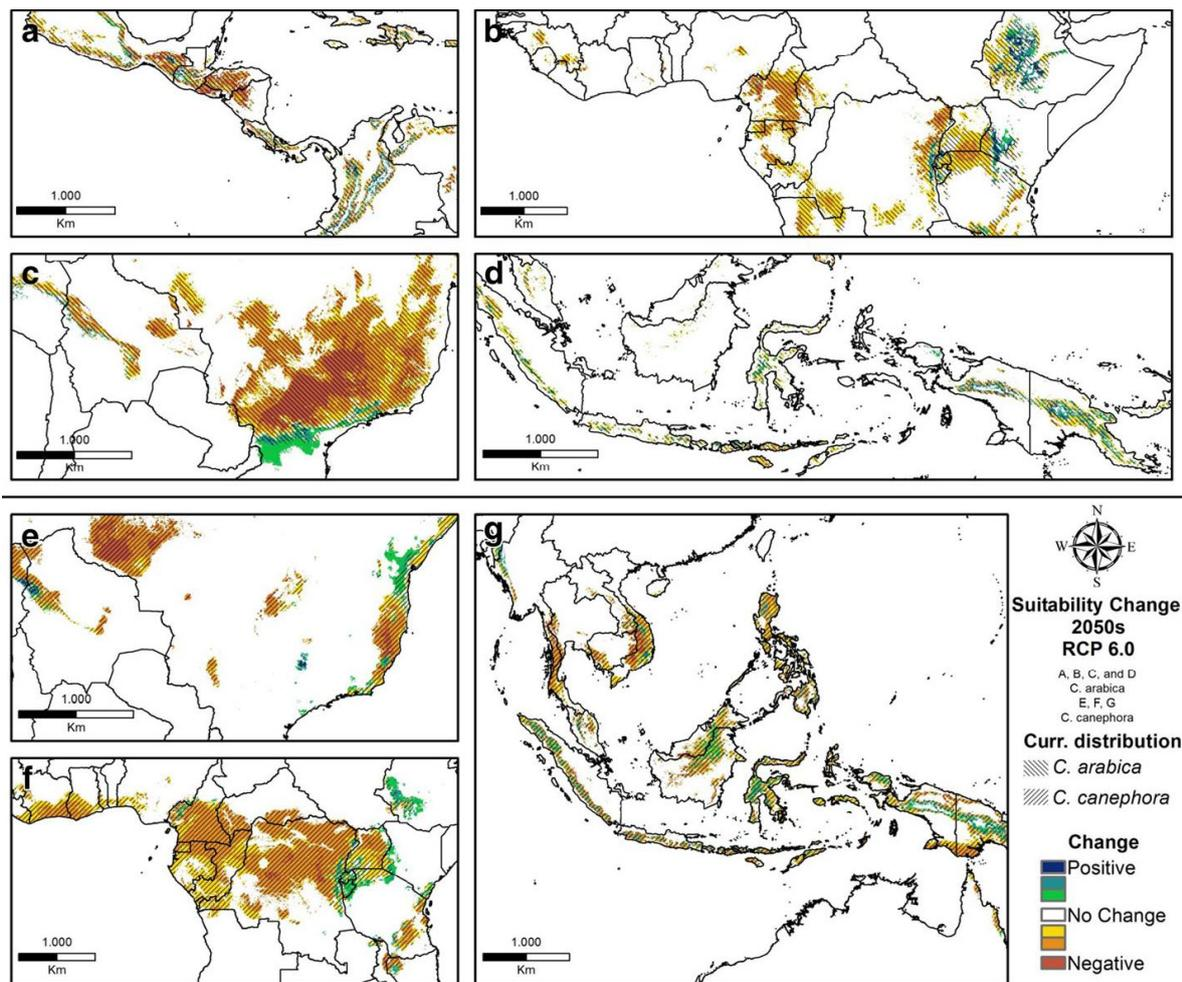 a
1.000
Km
b
1.000
Km
c
1.000
Km
d
1.000
Km
e
1.000
Km
f
1.000
Km
g
1.000
Km
N
W E
S
Suitability Change
2050s
RCP 6.0
A, B, C, and D
C. arabica
E, F, G
C. canephora
Curr. distribution
C. arabica
C. canephora
Change
Positive
No Change
Negative